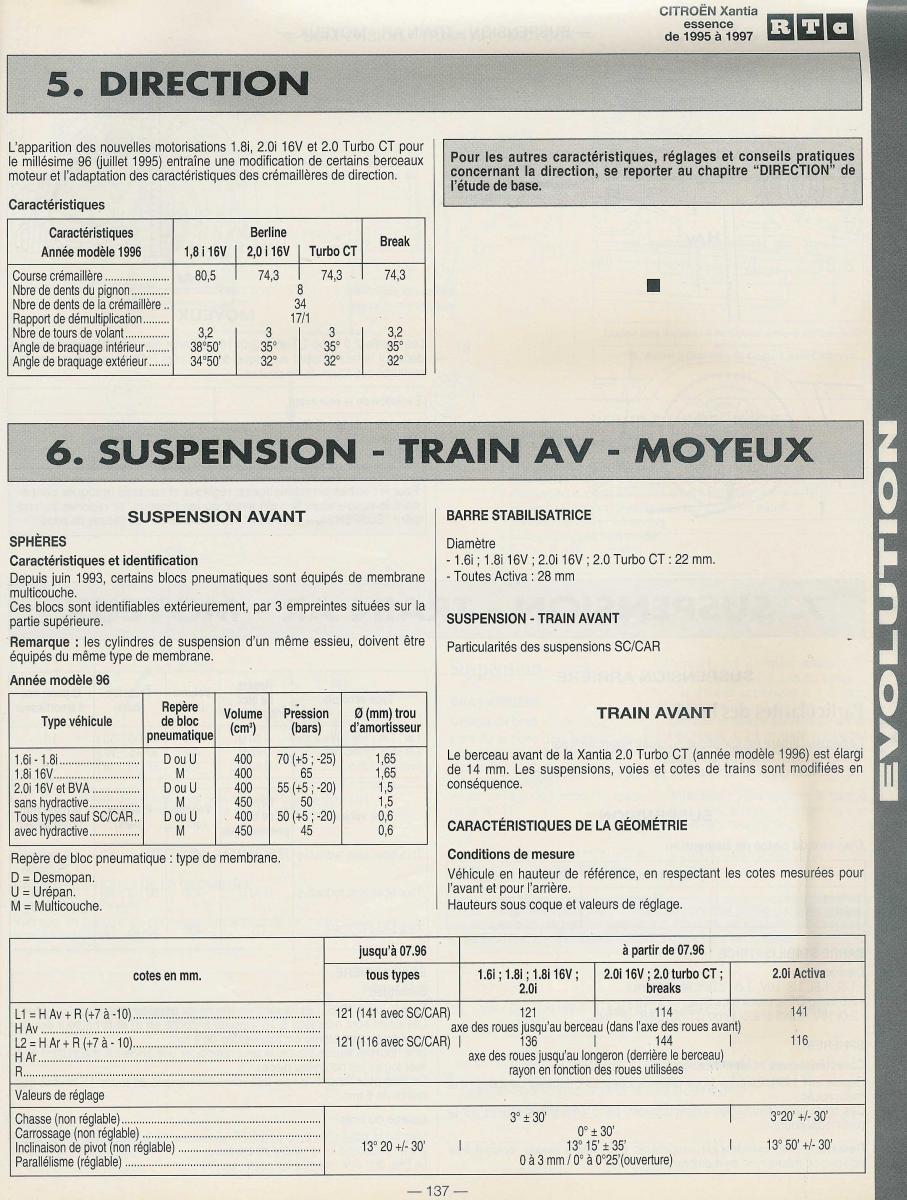 CITROËN Xantia
essence
de 1995 à 1997
RTa
5. DIRECTION
L'apparition des nouvelles motorisations 1.8i, 2.0i 16V et 2.0 Turbo CT pour
le millésime 96 (juillet 1995) entraîne une modification de certains berceaux
moteur et l'adaptation des caractéristiques des crémaillères de direction.
Caractéristiques
Caractéristiques
Année modèle 1996
Berline
1,8 i 16V | 2,0 i 16V | Turbo CT
Break
Course crémaillère ...................... 80,5 | 74,3 | 74,3 | 74,3
Nbre de dents du pignon ............. 8
Nbre de dents de la crémaillère .. 34
Rapport de démultiplication......... 17/1
Nbre de tours de volant ............... 3,2 3 3 3,2
Angle de braquage intérieur ........ 38°50' 35° 35° 35°
Angle de braquage extérieur ....... 34°50' 32° 32° 32°
Pour les autres caractéristiques, réglages et conseils pratiques
concernant la direction, se reporter au chapitre "DIRECTION" de
l'étude de base.
6. SUSPENSION - TRAIN AV - MOYEUX
SUSPENSION AVANT
SPHÈRES
Caractéristiques et identification
Depuis juin 1993, certains blocs pneumatiques sont équipés de membrane
multicouche.
Ces blocs sont identifiables extérieurement, par 3 empreintes situées sur la
partie supérieure.
Remarque : les cylindres de suspension d'un même essieu, doivent être
équipés du même type de membrane.
Année modèle 96
Type véhicule
Repère
de bloc
pneumatique
Volume
(cm³)
Pression
(bars)
Ø (mm) trou
d'amortisseur
1.6i - 1.8i ........................... D ou U 400 70 (+5 ; -25) 1,65
1.8i 16V............................. M 400 65 1,65
2.0i 16V et BVA ................ D ou U 400 55 (+5 ; -20) 1,5
sans hydractive................. M 450 50 1,5
Tous types sauf SC/CAR.. D ou U 400 50 (+5 ; -20) 0,6
avec hydractive................. M 450 45 0,6
Repère de bloc pneumatique : type de membrane.
D = Desmopan.
U = Urépan.
M = Multicouche.
BARRE STABILISATRICE
Diamètre
- 1.6i ; 1.8i 16V ; 2.0i 16V ; 2.0 Turbo CT : 22 mm.
- Toutes Activa : 28 mm
SUSPENSION - TRAIN AVANT
Particularités des suspensions SC/CAR
TRAIN AVANT
Le berceau avant de la Xantia 2.0 Turbo CT (année modèle 1996) est élargi
de 14 mm. Les suspensions, voies et cotes de trains sont modifiées en
conséquence.
CARACTÉRISTIQUES DE LA GÉOMÉTRIE
Conditions de mesure
Véhicule en hauteur de référence, en respectant les cotes mesurées pour
l'avant et pour l'arrière.
Hauteurs sous coque et valeurs de réglage.
cotes en mm.
jusqu'à 07.96
tous types
à partir de 07.96
1.6i ; 1.8i ; 1.8i 16V ;
2.0i
2.0i 16V ; 2.0 turbo CT ;
breaks
2.0i Activa
L1 = H Av + R (+7 à -10) ........ 121 (141 avec SC/CAR) | 121 | 114 | 141
H Av ........ axe des roues jusqu'au berceau (dans l'axe des roues avant)
L2 = H Ar + R (+7 à - 10)........ 121 (116 avec SC/CAR) | 136 | 144 | 116
H Ar........ axe des roues jusqu'au longeron (derrière le berceau)
R........ rayon en fonction des roues utilisées
Valeurs de réglage
Chasse (non réglable)........ 3° ± 30' | 3°20' +/- 30'
Carrossage (non réglable) ........ 0° ± 30'
Inclinaison de pivot (non réglable) ........ 13° 20 +/- 30' | 13° 15' ± 35' | 13° 50' +/- 30'
Parallélisme (réglable) ........ 0 à 3 mm / 0° à 0°25'(ouverture)
— 137 —
EVOLUTION